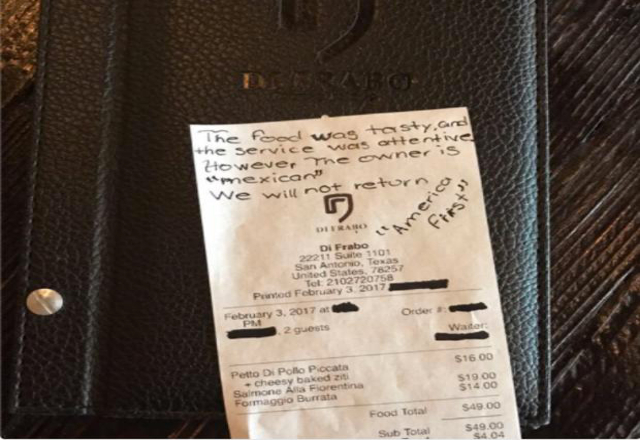 DI FRABO
The food was tasty, and
the service was attentive
However the owner is
"mexican"
We will not return
"America
First"
DI FRABO
Di Frabo
22211 Suite 1101
San Antonio, Texas
United States, 78257
Tel: 2102720758
Printed February 3, 2017
February 3, 2017 at
PM
Order #:
, 2 guests
Waiter:
Petto Di Pollo Piccata $16.00
+ cheesy baked ziti
Salmone Alla Fiorentina $19.00
Formaggio Burrata $14.00
Food Total $49.00
Sub Total $49.00
$4.04